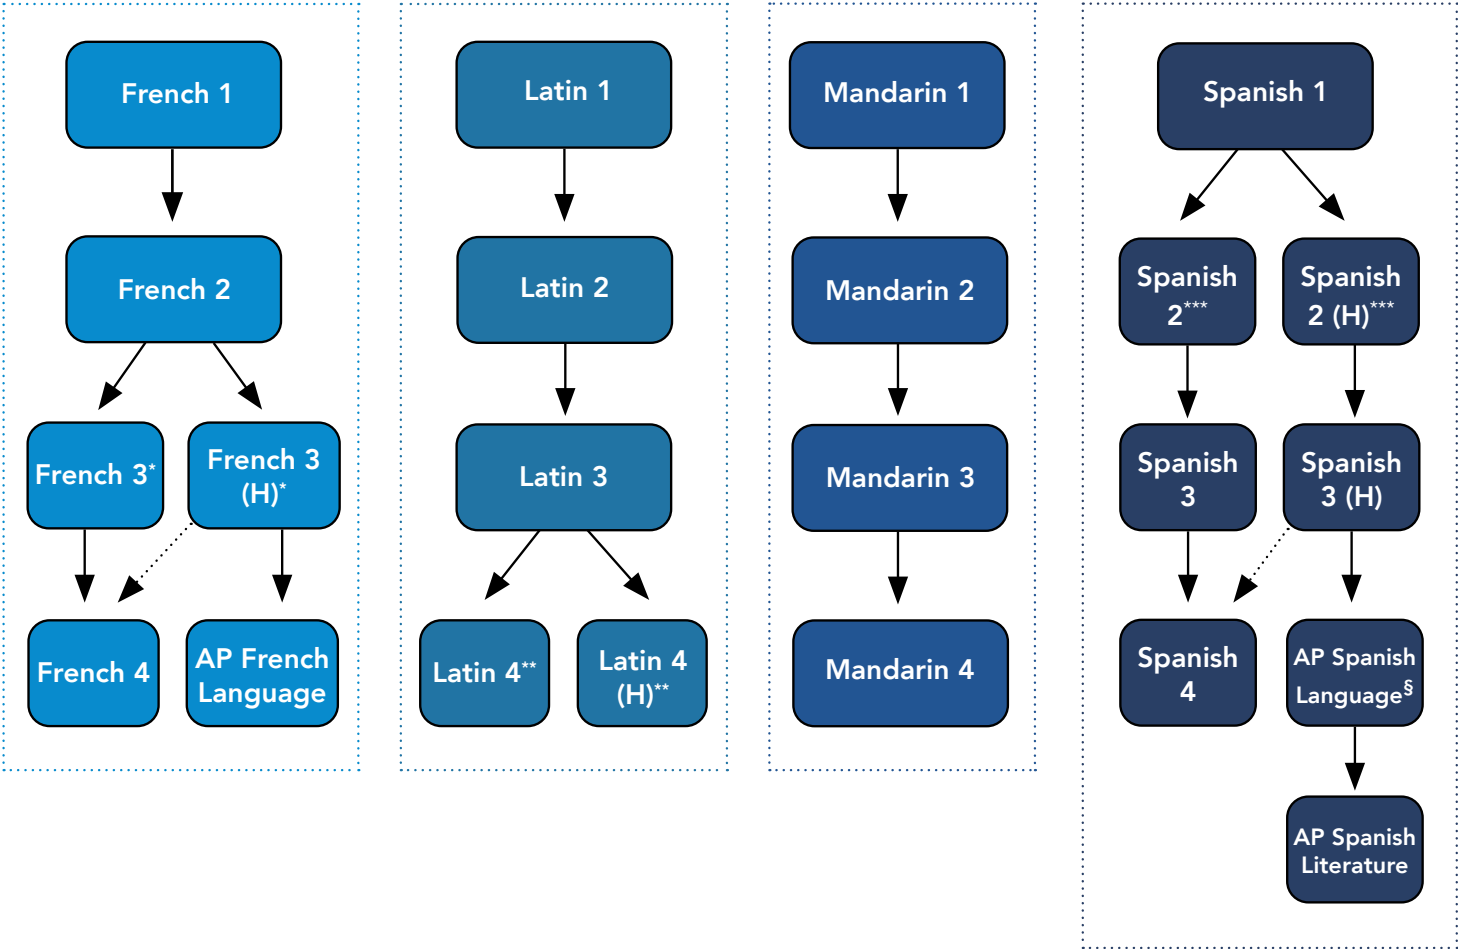 French 1
French 2
French 3*
French 3
(H)*
French 4
AP French
Language
Latin 1
Latin 2
Latin 3
Latin 4**
Latin 4
(H)**
Mandarin 1
Mandarin 2
Mandarin 3
Mandarin 4
Spanish 1
Spanish
2***
Spanish
2 (H)***
Spanish
3
Spanish
3 (H)
Spanish
4
AP Spanish
Language§
AP Spanish
Literature